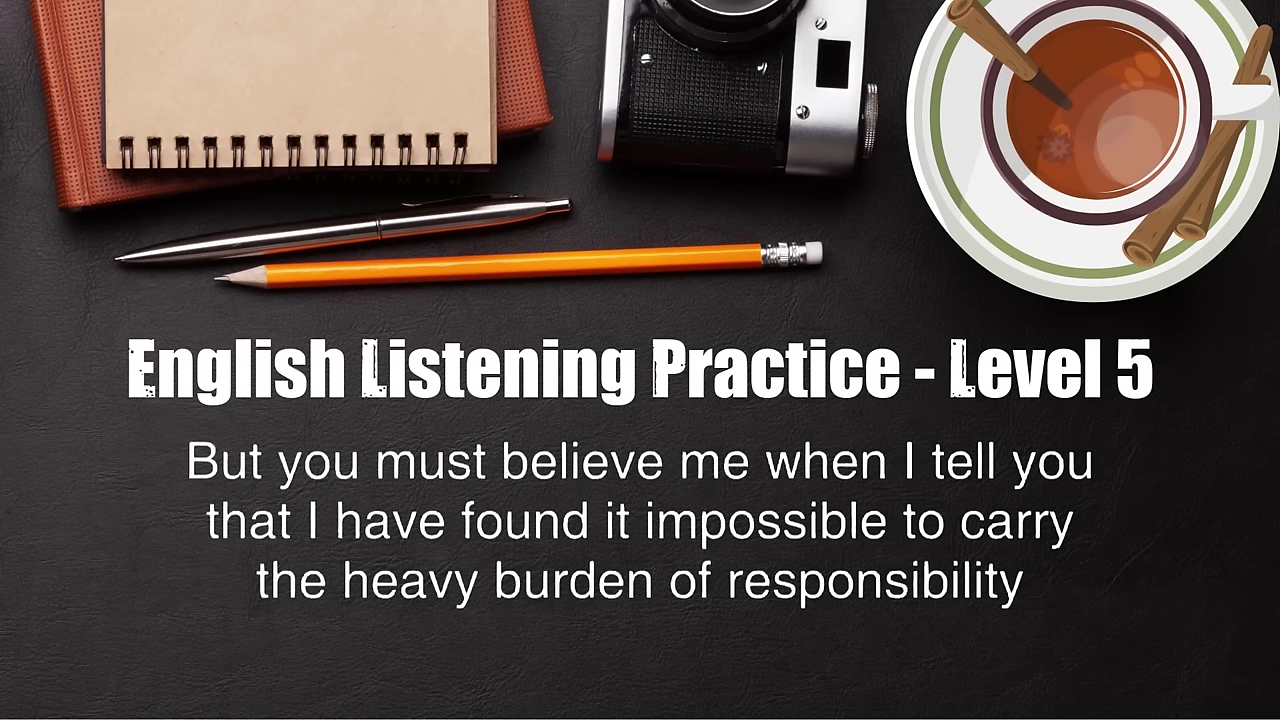 English Listening Practice - Level 5
But you must believe me when I tell you
that I have found it impossible to carry
the heavy burden of responsibility